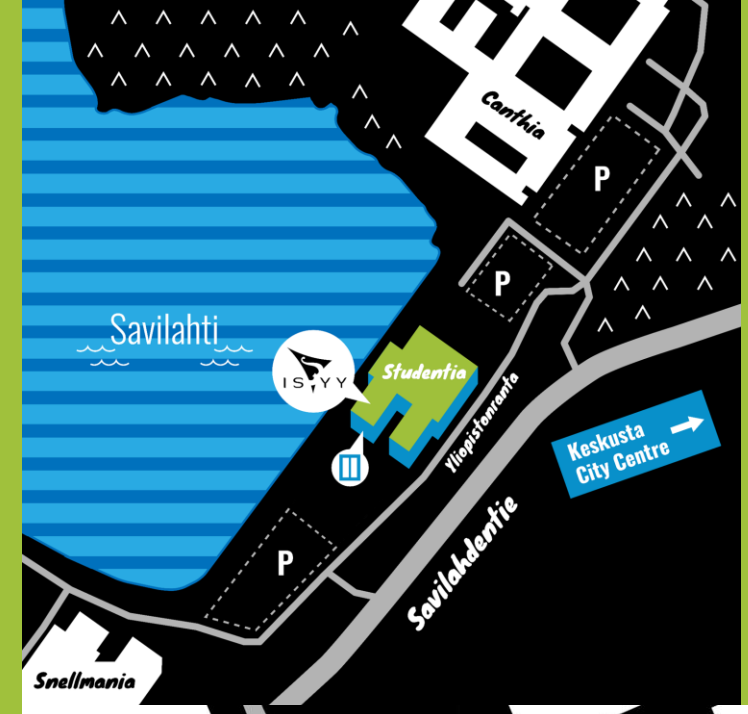 Canthia
P
P
Savilahti
ISYY
Studentia
Yliopistonranta
Keskusta
City Centre
Savilahdentie
P
Snellmania